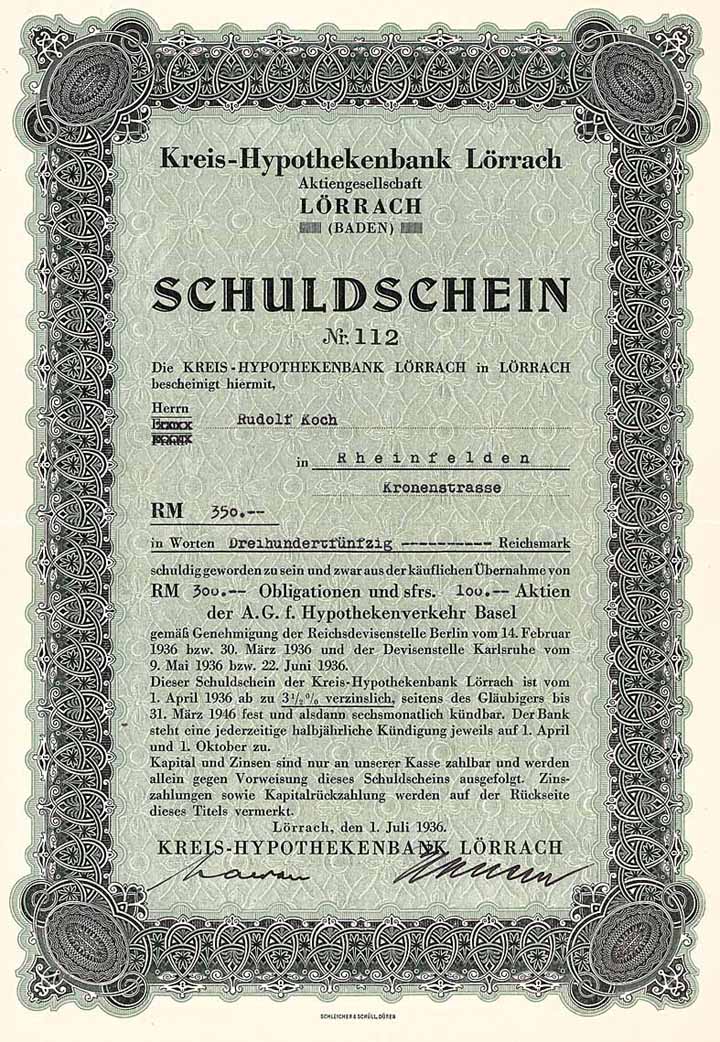 Kreis-Hypothekenbank Lörrach
Aktiengesellschaft
LÖRRACH
(BADEN)
SCHULDSCHEIN
Nr. 112
Die KREIS-HYPOTHEKENBANK LÖRRACH in LÖRRACH
bescheinigt hiermit,
Herrn
Rudolf Koch
in Rheinfelden
Kronenstrasse
RM 350.--
in Worten Dreihundertfünfzig ---------- Reichsmark
schuldig geworden zu sein und zwar aus der käuflichen Übernahme von
RM 300.-- Obligationen und sfrs. 100.-- Aktien
der A.G. f. Hypothekenverkehr Basel
gemäß Genehmigung der Reichsdevisenstelle Berlin vom 14. Februar
1936 bzw. 30. März 1936 und der Devisenstelle Karlsruhe vom
9. Mai 1936 bzw. 22. Juni 1936.
Dieser Schuldschein der Kreis-Hypothekenbank Lörrach ist vom
1. April 1936 ab zu 3½% verzinslich, seitens des Gläubigers bis
31. März 1946 fest und alsdann sechsmonatlich kündbar. Der Bank
steht eine jederzeitige halbjährliche Kündigung jeweils auf 1. April
und 1. Oktober zu.
Kapital und Zinsen sind nur an unserer Kasse zahlbar und werden
allein gegen Vorweisung dieses Schuldscheins ausgefolgt. Zins-
zahlungen sowie Kapitalrückzahlung werden auf der Rückseite
dieses Titels vermerkt.
Lörrach, den 1. Juli 1936.
KREIS-HYPOTHEKENBANK LÖRRACH
SCHLEICHER & SCHÜLL, DÜREN